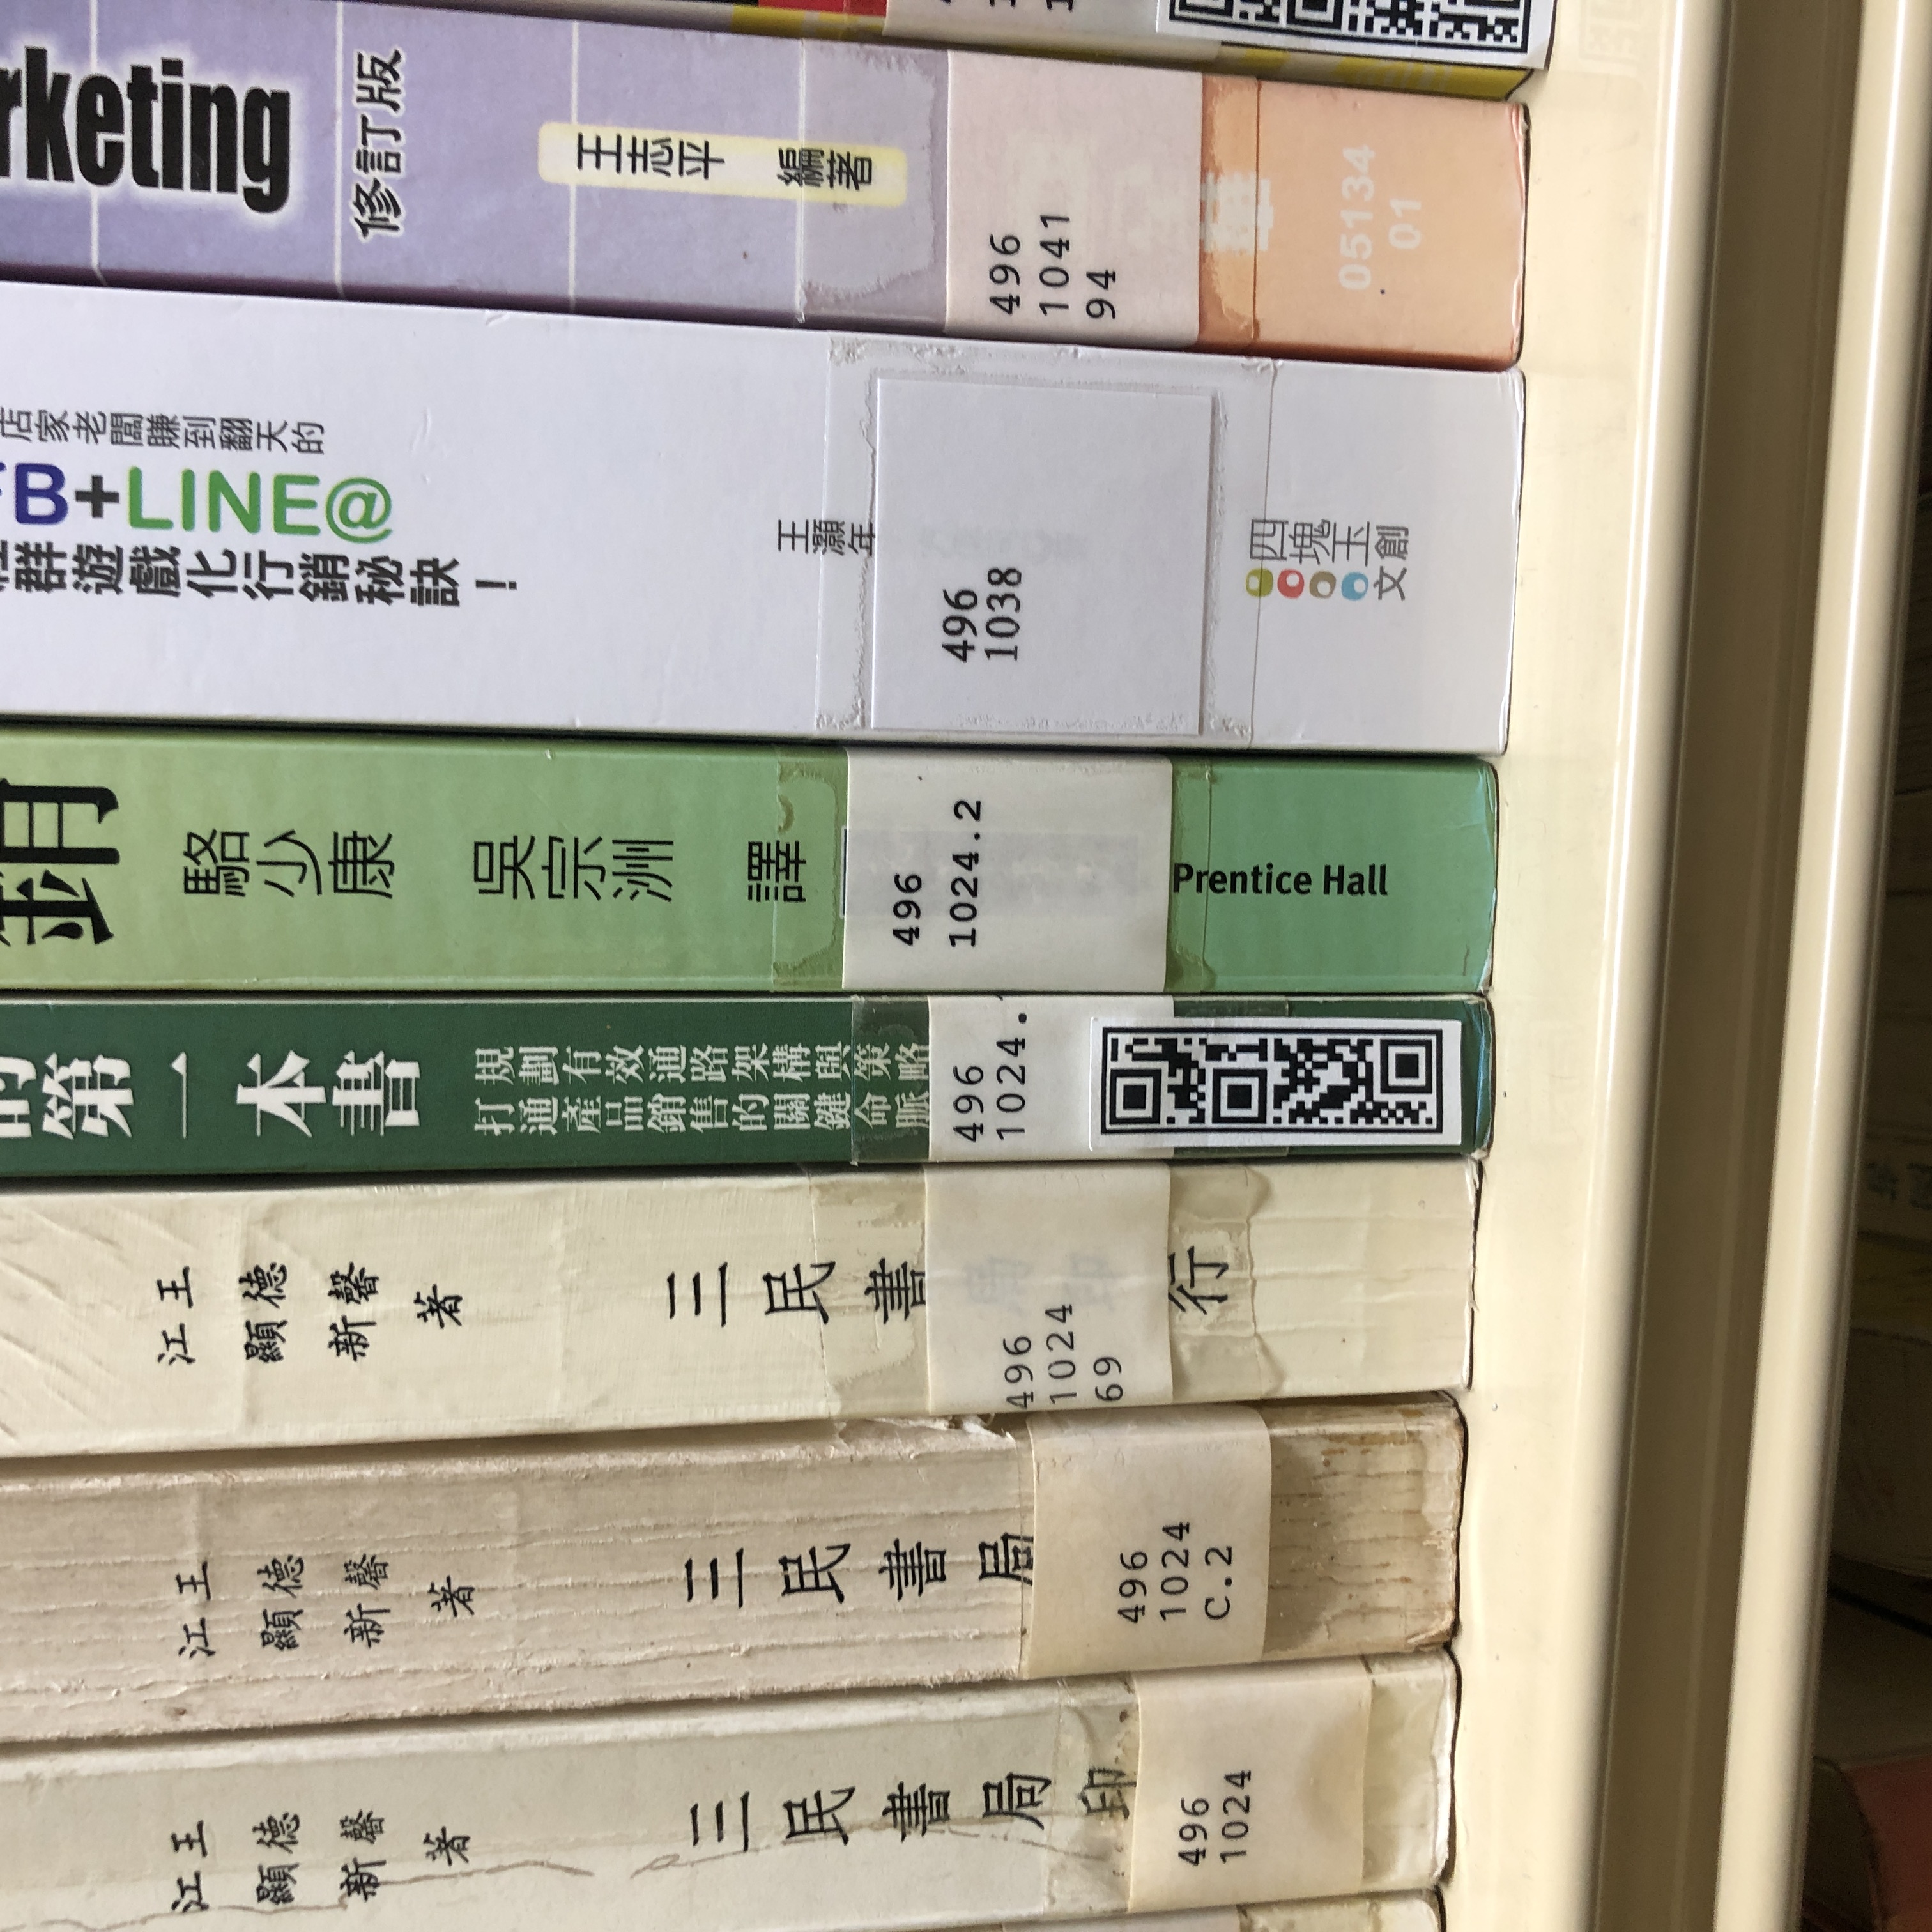 王德馨
江顯新
著
三民書局印
496
1024
王德馨
江顯新
著
三民書局
496
1024
C.2
王德馨
江顯新
著
三民書局印行
496
1024
69
的第一本書
規劃有效通路架構與策略
打通產品銷售的關鍵命脈
496
1024.
銷
駱少康 吳宗洲 譯
496
1024.2
Prentice Hall
店家老闆賺到翻天的
B+LINE@
群遊戲化行銷秘訣!
王灝年
496
1038
四塊玉文創
rketing
修訂版
王志平 編著
496
1041
94
05134
01